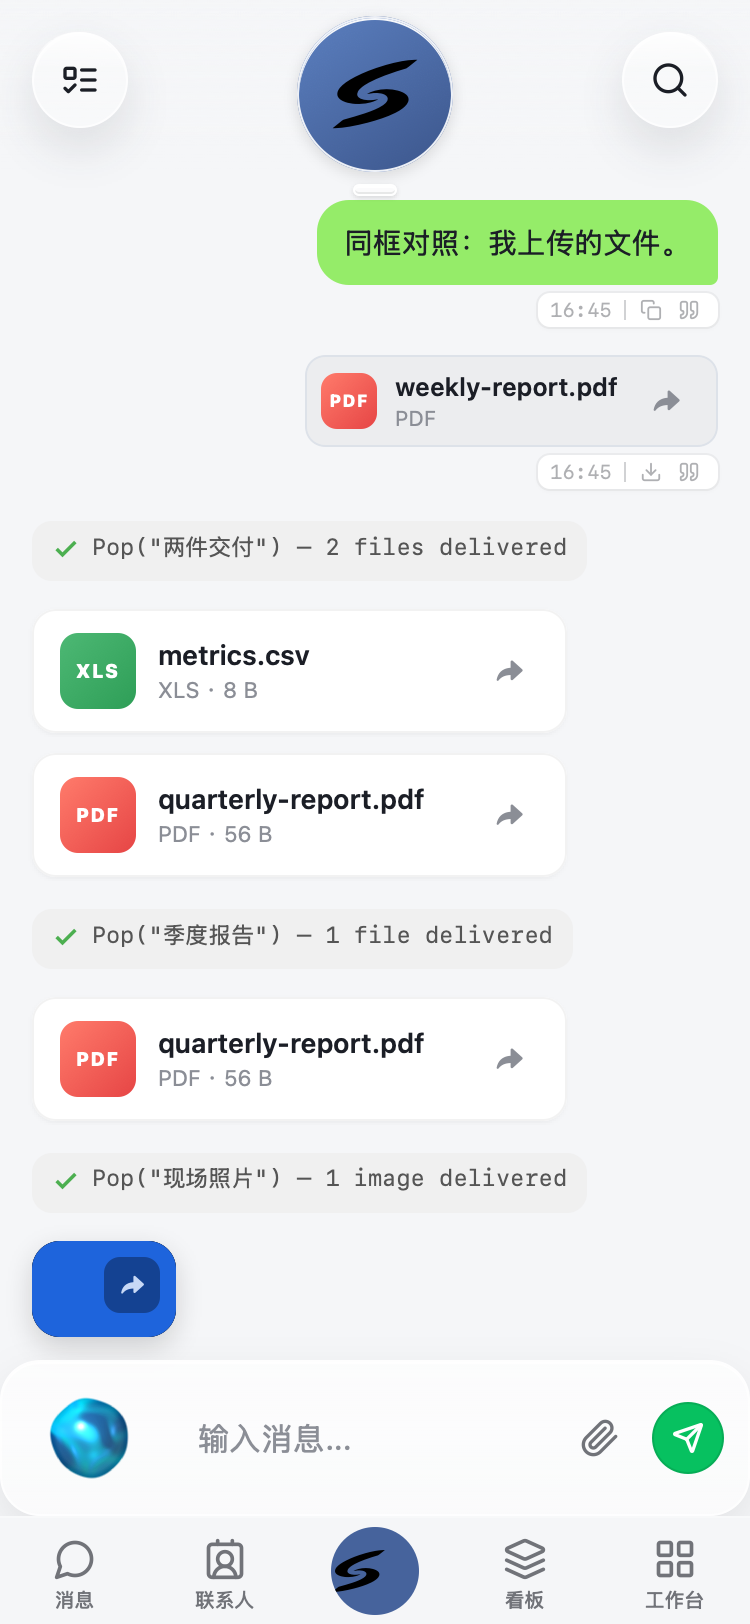 同框对照：我上传的文件。
16:45
PDF
weekly-report.pdf
PDF
16:45
Pop("两件交付") — 2 files delivered
XLS
metrics.csv
XLS · 8 B
PDF
quarterly-report.pdf
PDF · 56 B
Pop("季度报告") — 1 file delivered
PDF
quarterly-report.pdf
PDF · 56 B
Pop("现场照片") — 1 image delivered
输入消息...
消息
联系人
看板
工作台